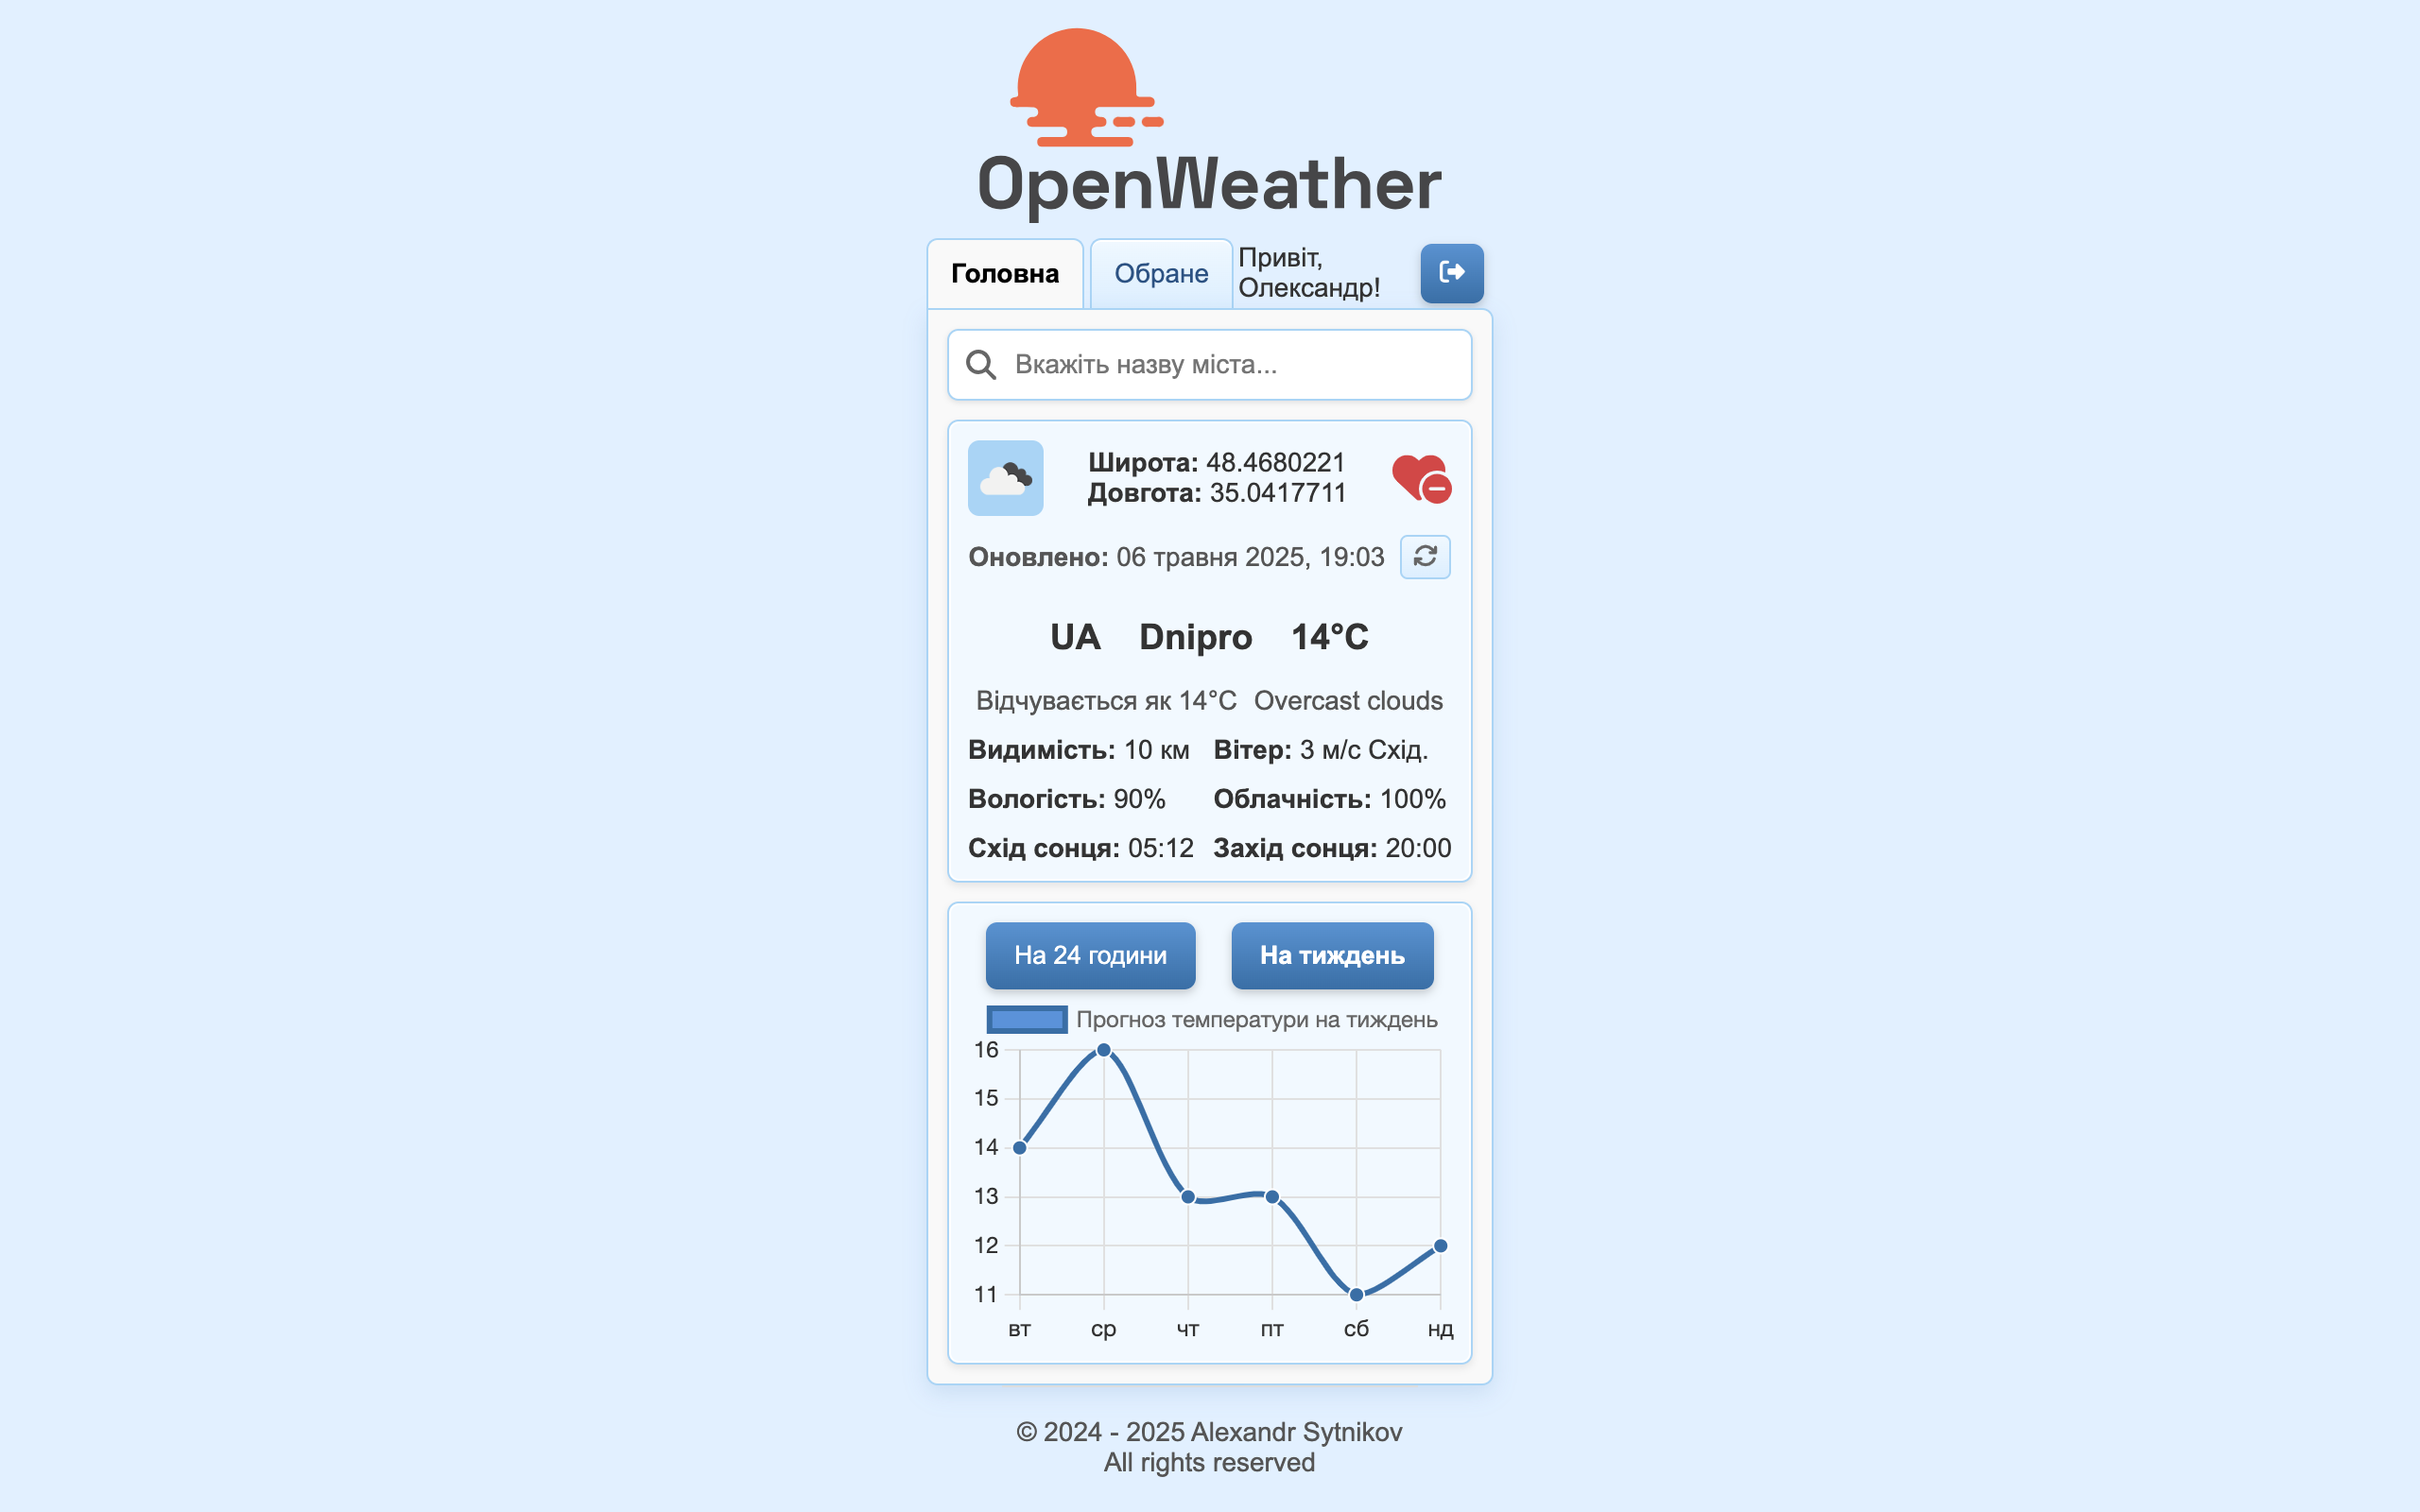 OpenWeather
Головна
Обране
Привіт,
Олександр!
Вкажіть назву міста...
Широта: 48.4680221
Довгота: 35.0417711
Оновлено: 06 травня 2025, 19:03
UA Dnipro 14°C
Відчувається як 14°C Overcast clouds
Видимість: 10 км Вітер: 3 м/с Схід.
Вологість: 90% Облачність: 100%
Схід сонця: 05:12 Захід сонця: 20:00
На 24 години
На тиждень
Прогноз температури на тиждень
16
15
14
13
12
11
вт ср чт пт сб нд
© 2024 - 2025 Alexandr Sytnikov
All rights reserved